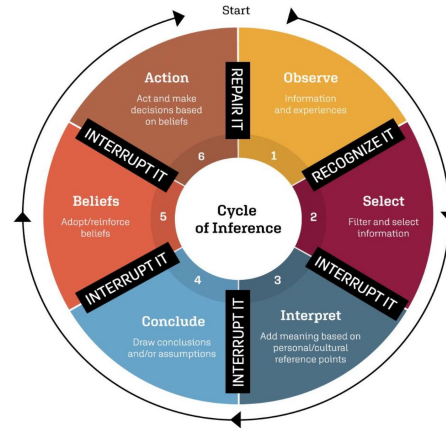 Start
Observe
Information
and experiences
1
RECOGNIZE IT
Select
Filter and select
information
2
INTERRUPT IT
Interpret
Add meaning based on
personal/cultural
reference points
3
INTERRUPT IT
Conclude
Draw conclusions
and/or assumptions
4
INTERRUPT IT
Beliefs
Adopt/reinforce
beliefs
5
INTERRUPT IT
Action
Act and make
decisions based
on beliefs
6
REPAIR IT
Cycle
of Inference